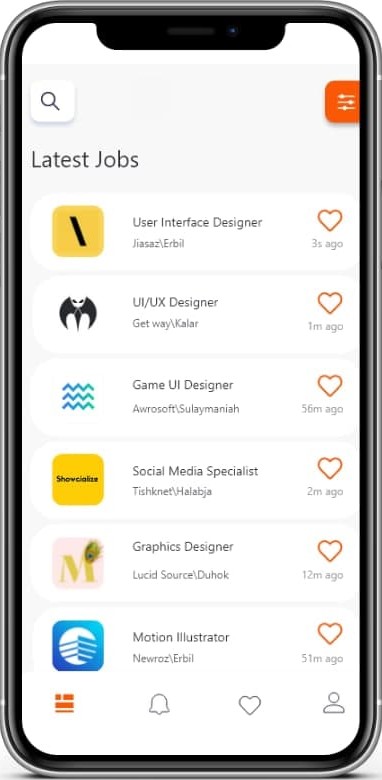 Latest Jobs
User Interface Designer
Jiasaz\Erbil
3s ago
UI/UX Designer
Get way\Kalar
1m ago
Game UI Designer
Awrosoft\Sulaymaniah
56m ago
Showcialize
Social Media Specialist
Tishknet\Halabja
2m ago
M
Graphics Designer
Lucid Source\Duhok
12m ago
Motion Illustrator
Newroz\Erbil
51m ago